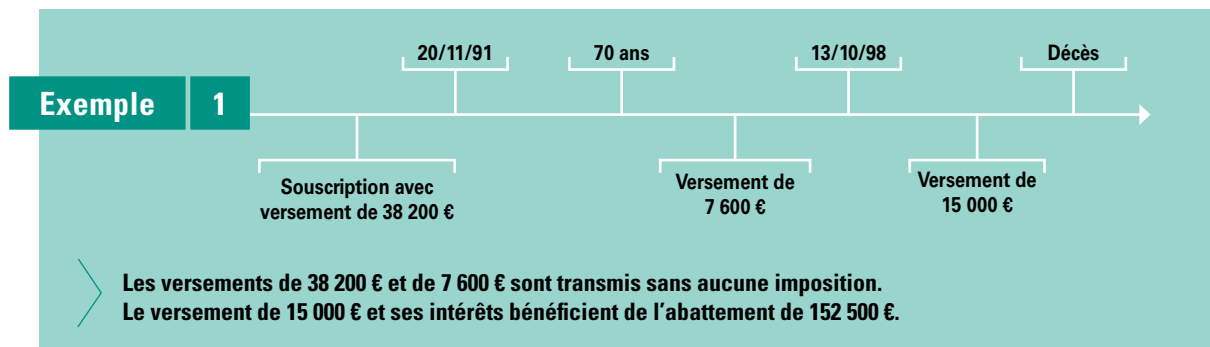 20/11/91 70 ans 13/10/98 Décès
Exemple 1
Souscription avec
versement de 38 200 €
Versement de
7 600 €
Versement de
15 000 €
Les versements de 38 200 € et de 7 600 € sont transmis sans aucune imposition.
Le versement de 15 000 € et ses intérêts bénéficient de l'abattement de 152 500 €.